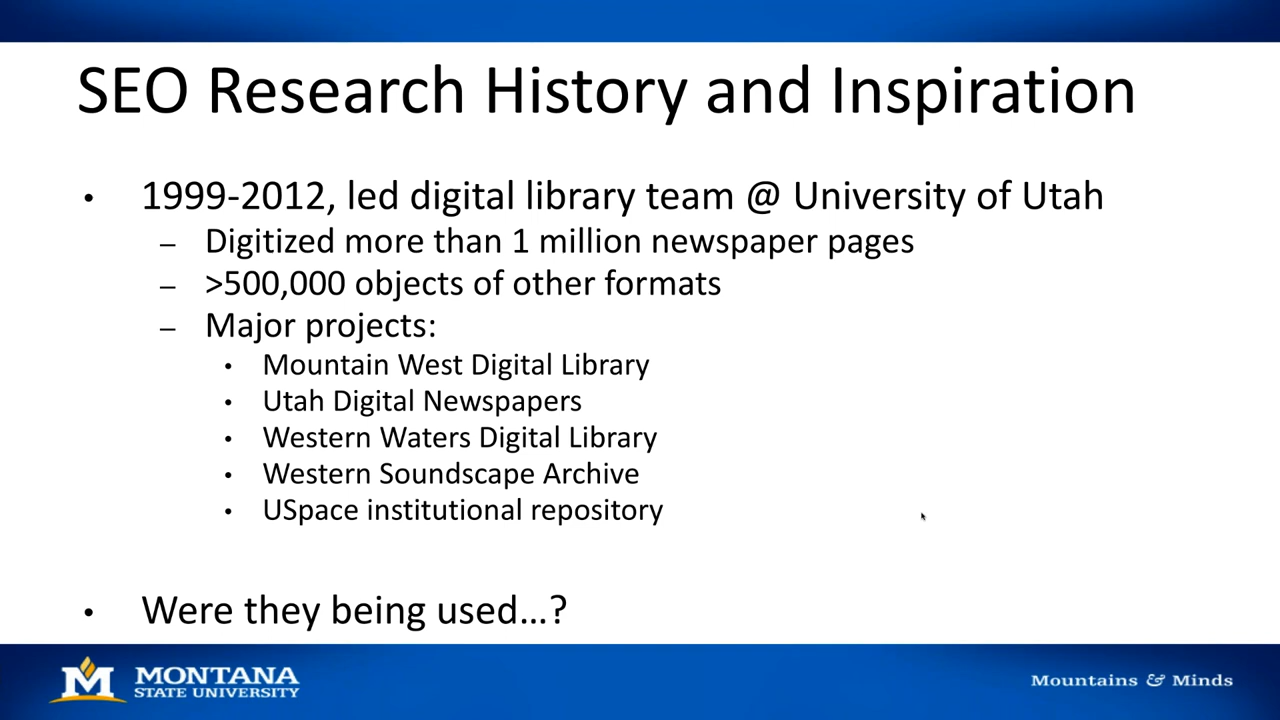 SEO Research History and Inspiration
• 1999-2012, led digital library team @ University of Utah
– Digitized more than 1 million newspaper pages
– >500,000 objects of other formats
– Major projects:
• Mountain West Digital Library
• Utah Digital Newspapers
• Western Waters Digital Library
• Western Soundscape Archive
• USpace institutional repository
• Were they being used…?
M MONTANA
STATE UNIVERSITY
Mountains & Minds